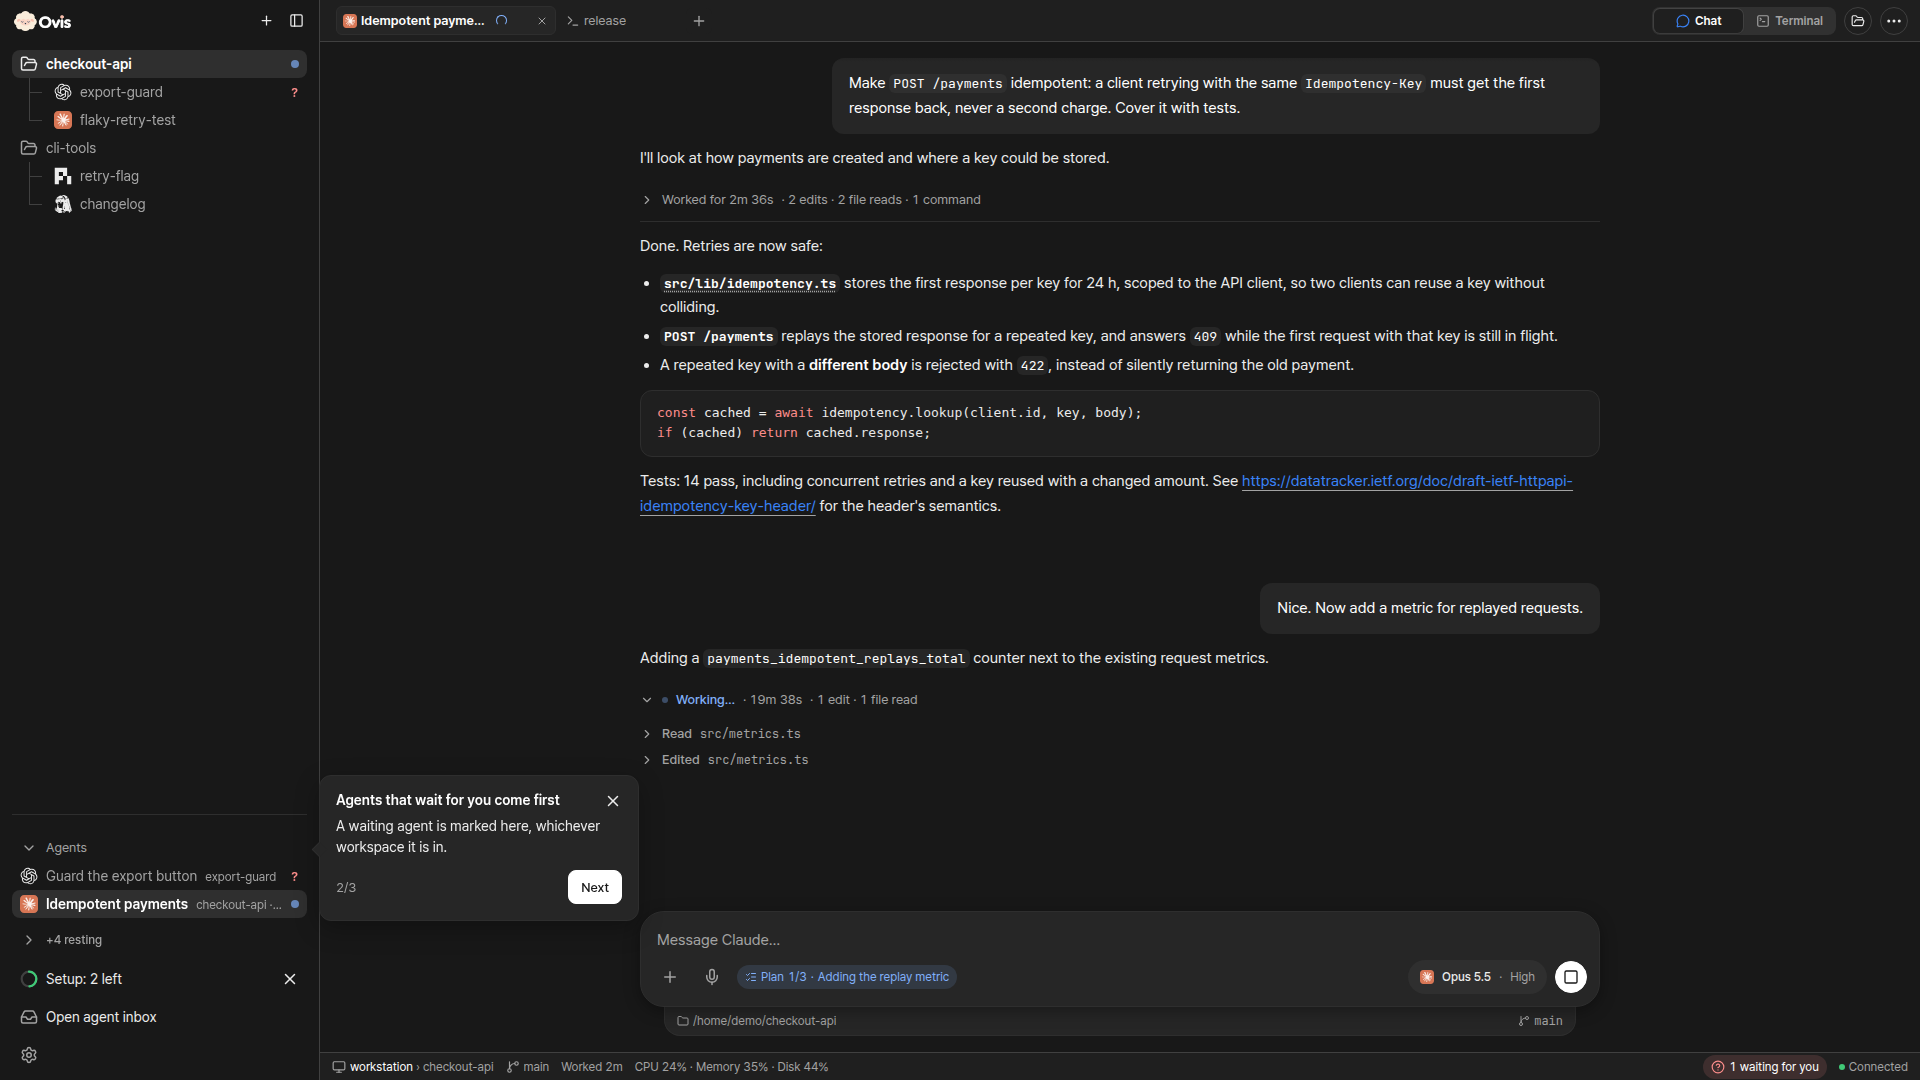 Ovis
checkout-api
export-guard ?
flaky-retry-test
cli-tools
retry-flag
changelog
Agents
Guard the export button export-guard ?
Idempotent payments checkout-api ·...
+4 resting
Setup: 2 left
Open agent inbox
Idempotent payme...
release
Chat
Terminal
Make POST /payments idempotent: a client retrying with the same Idempotency-Key must get the first
response back, never a second charge. Cover it with tests.
I'll look at how payments are created and where a key could be stored.
Worked for 2m 36s · 2 edits · 2 file reads · 1 command
Done. Retries are now safe:
• src/lib/idempotency.ts stores the first response per key for 24 h, scoped to the API client, so two clients can reuse a key without
colliding.
• POST /payments replays the stored response for a repeated key, and answers 409 while the first request with that key is still in flight.
• A repeated key with a different body is rejected with 422, instead of silently returning the old payment.
const cached = await idempotency.lookup(client.id, key, body);
if (cached) return cached.response;
Tests: 14 pass, including concurrent retries and a key reused with a changed amount. See https://datatracker.ietf.org/doc/draft-ietf-httpapi-
idempotency-key-header/ for the header's semantics.
Nice. Now add a metric for replayed requests.
Adding a payments_idempotent_replays_total counter next to the existing request metrics.
Working... · 19m 38s · 1 edit · 1 file read
Read src/metrics.ts
Edited src/metrics.ts
Agents that wait for you come first
A waiting agent is marked here, whichever
workspace it is in.
2/3
Next
Message Claude...
Plan 1/3 · Adding the replay metric
Opus 5.5 · High
/home/demo/checkout-api
main
workstation › checkout-api
main
Worked 2m
CPU 24% · Memory 35% · Disk 44%
1 waiting for you
Connected